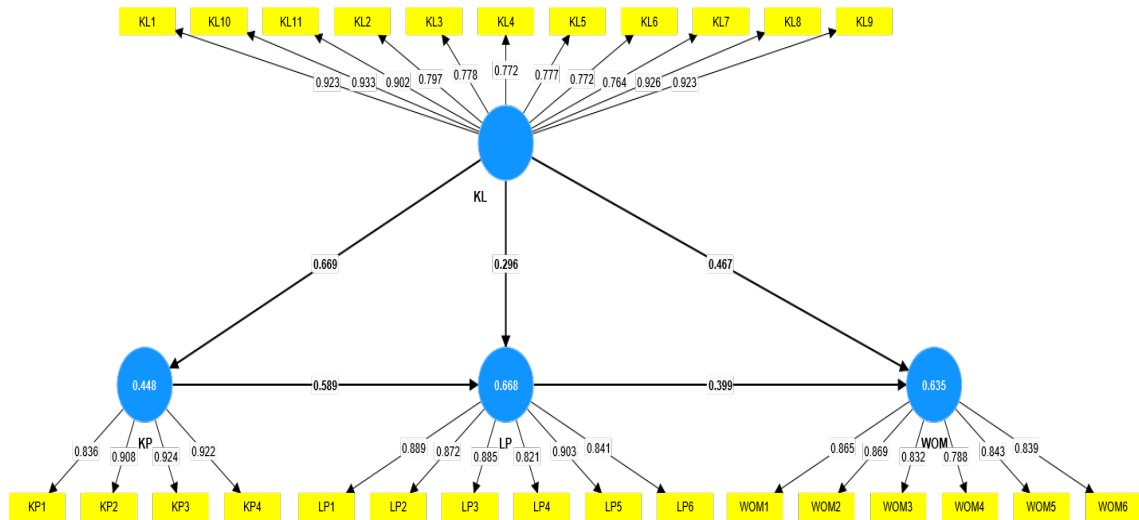 KL1 KL10 KL11 KL2 KL3 KL4 KL5 KL6 KL7 KL8 KL9
0.923 0.933 0.902 0.797 0.778 0.772 0.777 0.772 0.764 0.926 0.923
KL
0.669 0.296 0.467
0.448 0.589 0.668 0.399 0.635
KP LP WOM
0.836 0.908 0.924 0.922 0.889 0.872 0.885 0.821 0.903 0.841 0.865 0.869 0.832 0.788 0.843 0.839
KP1 KP2 KP3 KP4 LP1 LP2 LP3 LP4 LP5 LP6 WOM1 WOM2 WOM3 WOM4 WOM5 WOM6